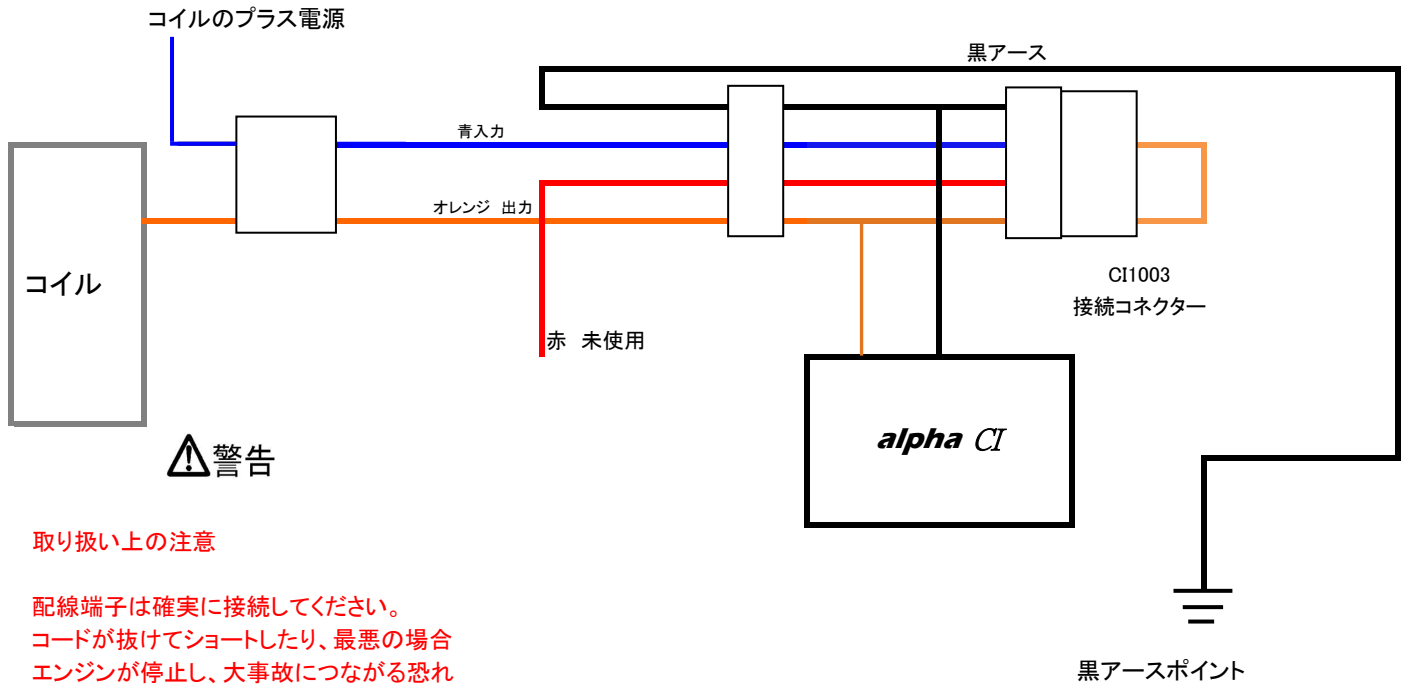 コイルのプラス電源
黒アース
青入力
オレンジ 出力
コイル
CI1003
接続コネクター
赤 未使用
alpha CI
警告
取り扱い上の注意
配線端子は確実に接続してください。
コードが抜けてショートしたり、最悪の場合
エンジンが停止し、大事故につながる恐れ
黒アースポイント